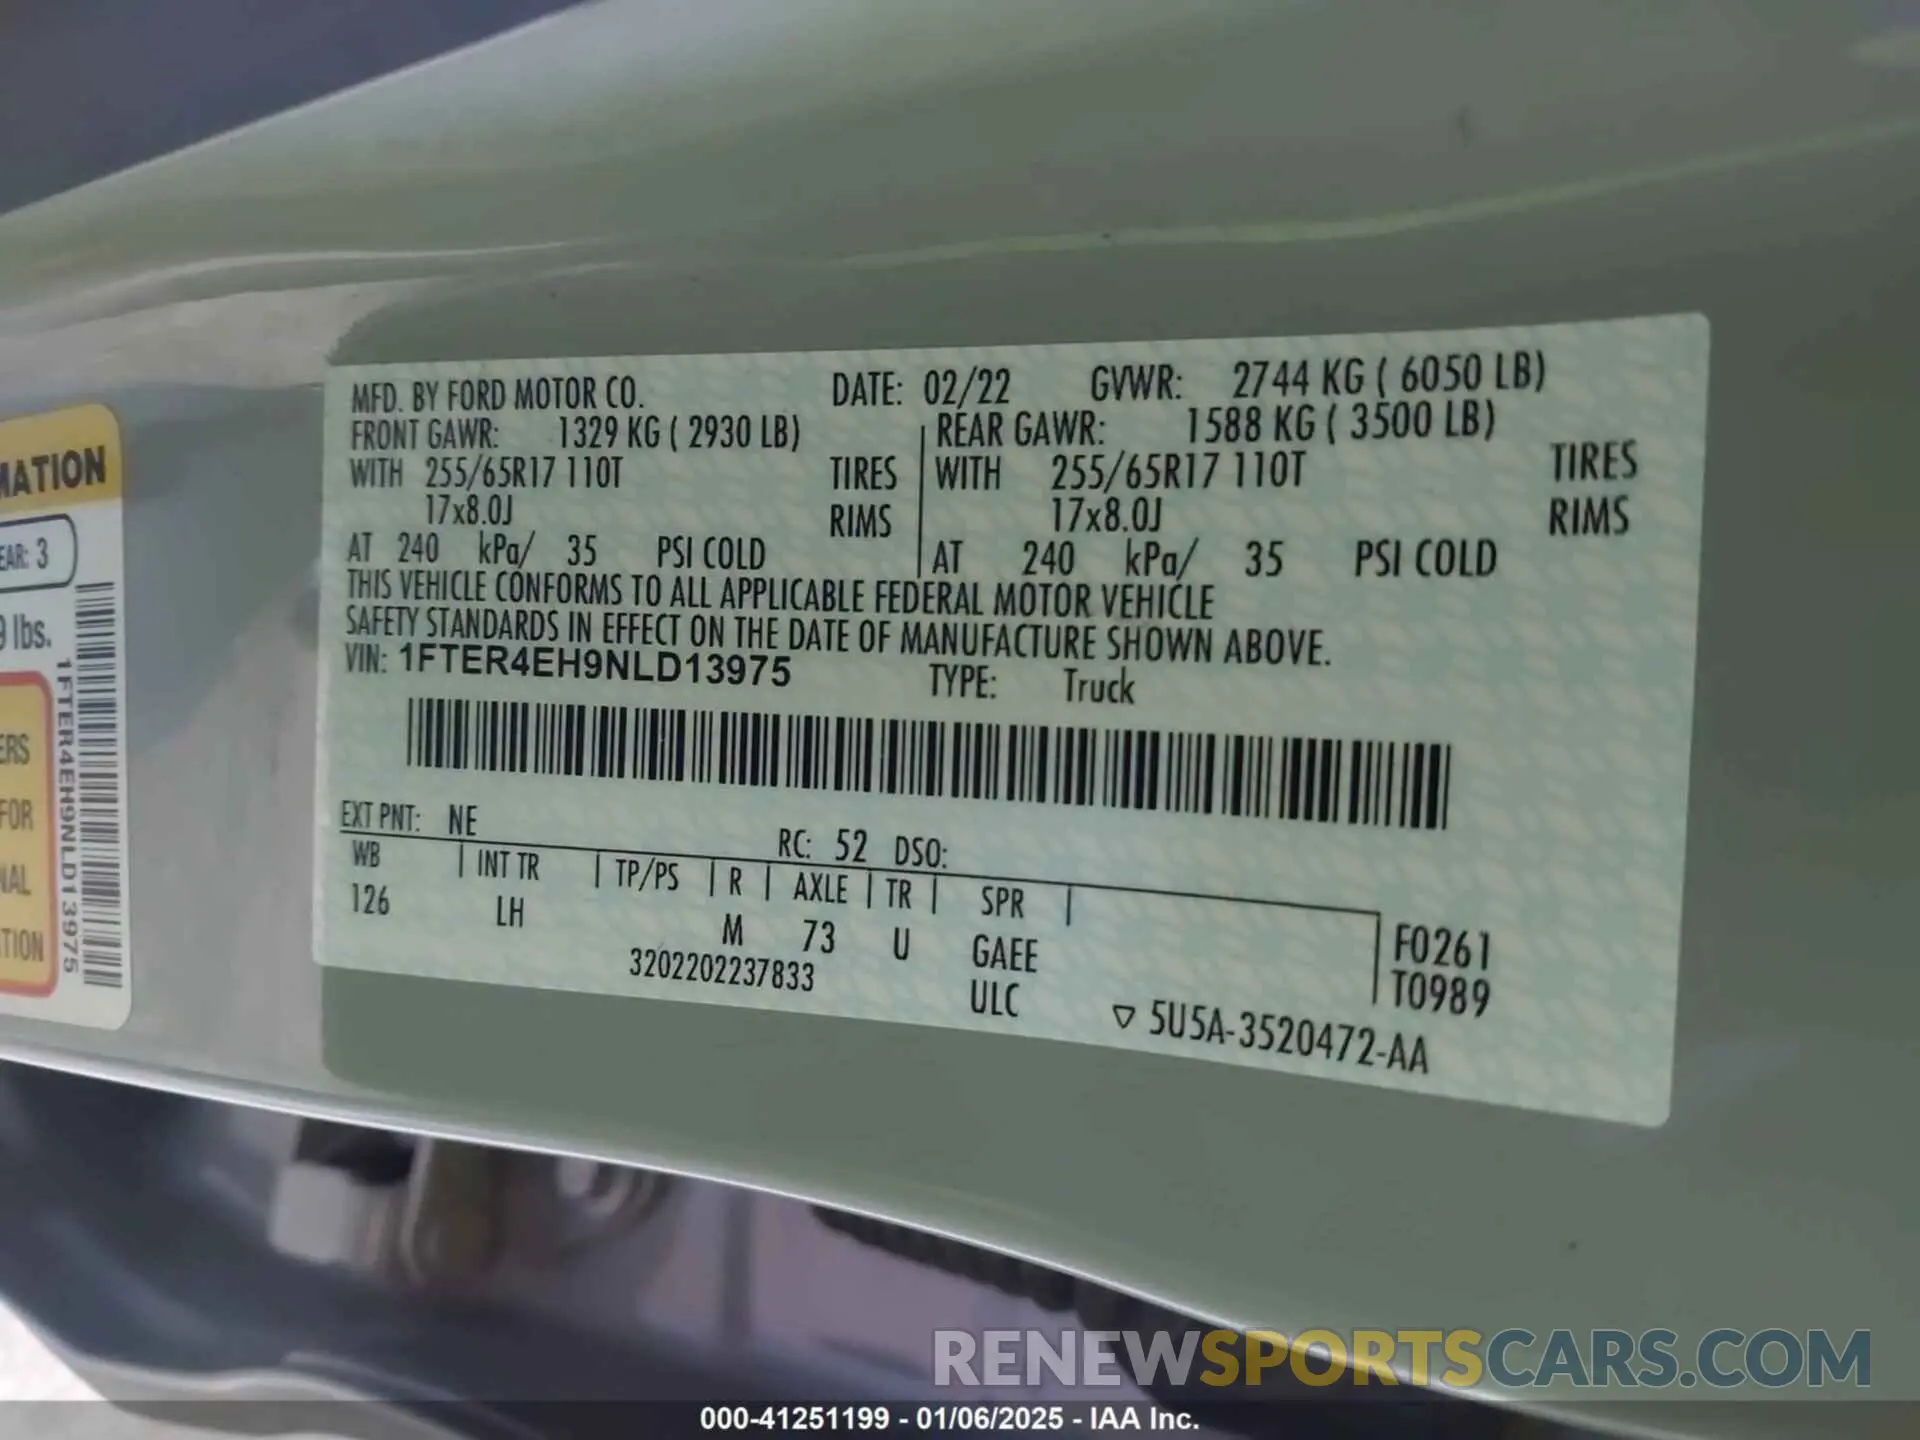 MATION
EAR: 3
9 lbs.
ERS
FOR
NAL
TION
1FTER4EH9NLD13975
MFD. BY FORD MOTOR CO. DATE: 02/22 GVWR: 2744 KG ( 6050 LB)
FRONT GAWR: 1329 KG ( 2930 LB) REAR GAWR: 1588 KG ( 3500 LB)
WITH 255/65R17 110T TIRES WITH 255/65R17 110T TIRES
17x8.0J RIMS 17x8.0J RIMS
AT 240 kPa/ 35 PSI COLD AT 240 kPa/ 35 PSI COLD
THIS VEHICLE CONFORMS TO ALL APPLICABLE FEDERAL MOTOR VEHICLE
SAFETY STANDARDS IN EFFECT ON THE DATE OF MANUFACTURE SHOWN ABOVE.
VIN: 1FTER4EH9NLD13975 TYPE: Truck
EXT PNT: NE RC: 52 DSO:
WB INT TR TP/PS R AXLE TR SPR
126 LH M 73 U GAEE F0261
3202202237833 ULC T0989
▽ 5U5A-3520472-AA
RENEWSPORTSCARS.COM
000-41251199 - 01/06/2025 - IAA Inc.